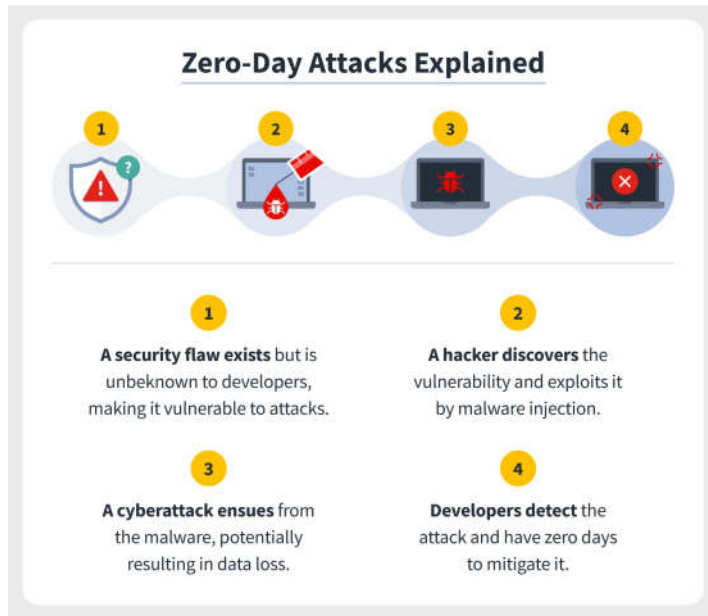 Zero-Day Attacks Explained
1
2
3
4
?
!
1
A security flaw exists but is
unbeknown to developers,
making it vulnerable to attacks.
2
A hacker discovers the
vulnerability and exploits it
by malware injection.
3
A cyberattack ensues from
the malware, potentially
resulting in data loss.
4
Developers detect the
attack and have zero days
to mitigate it.